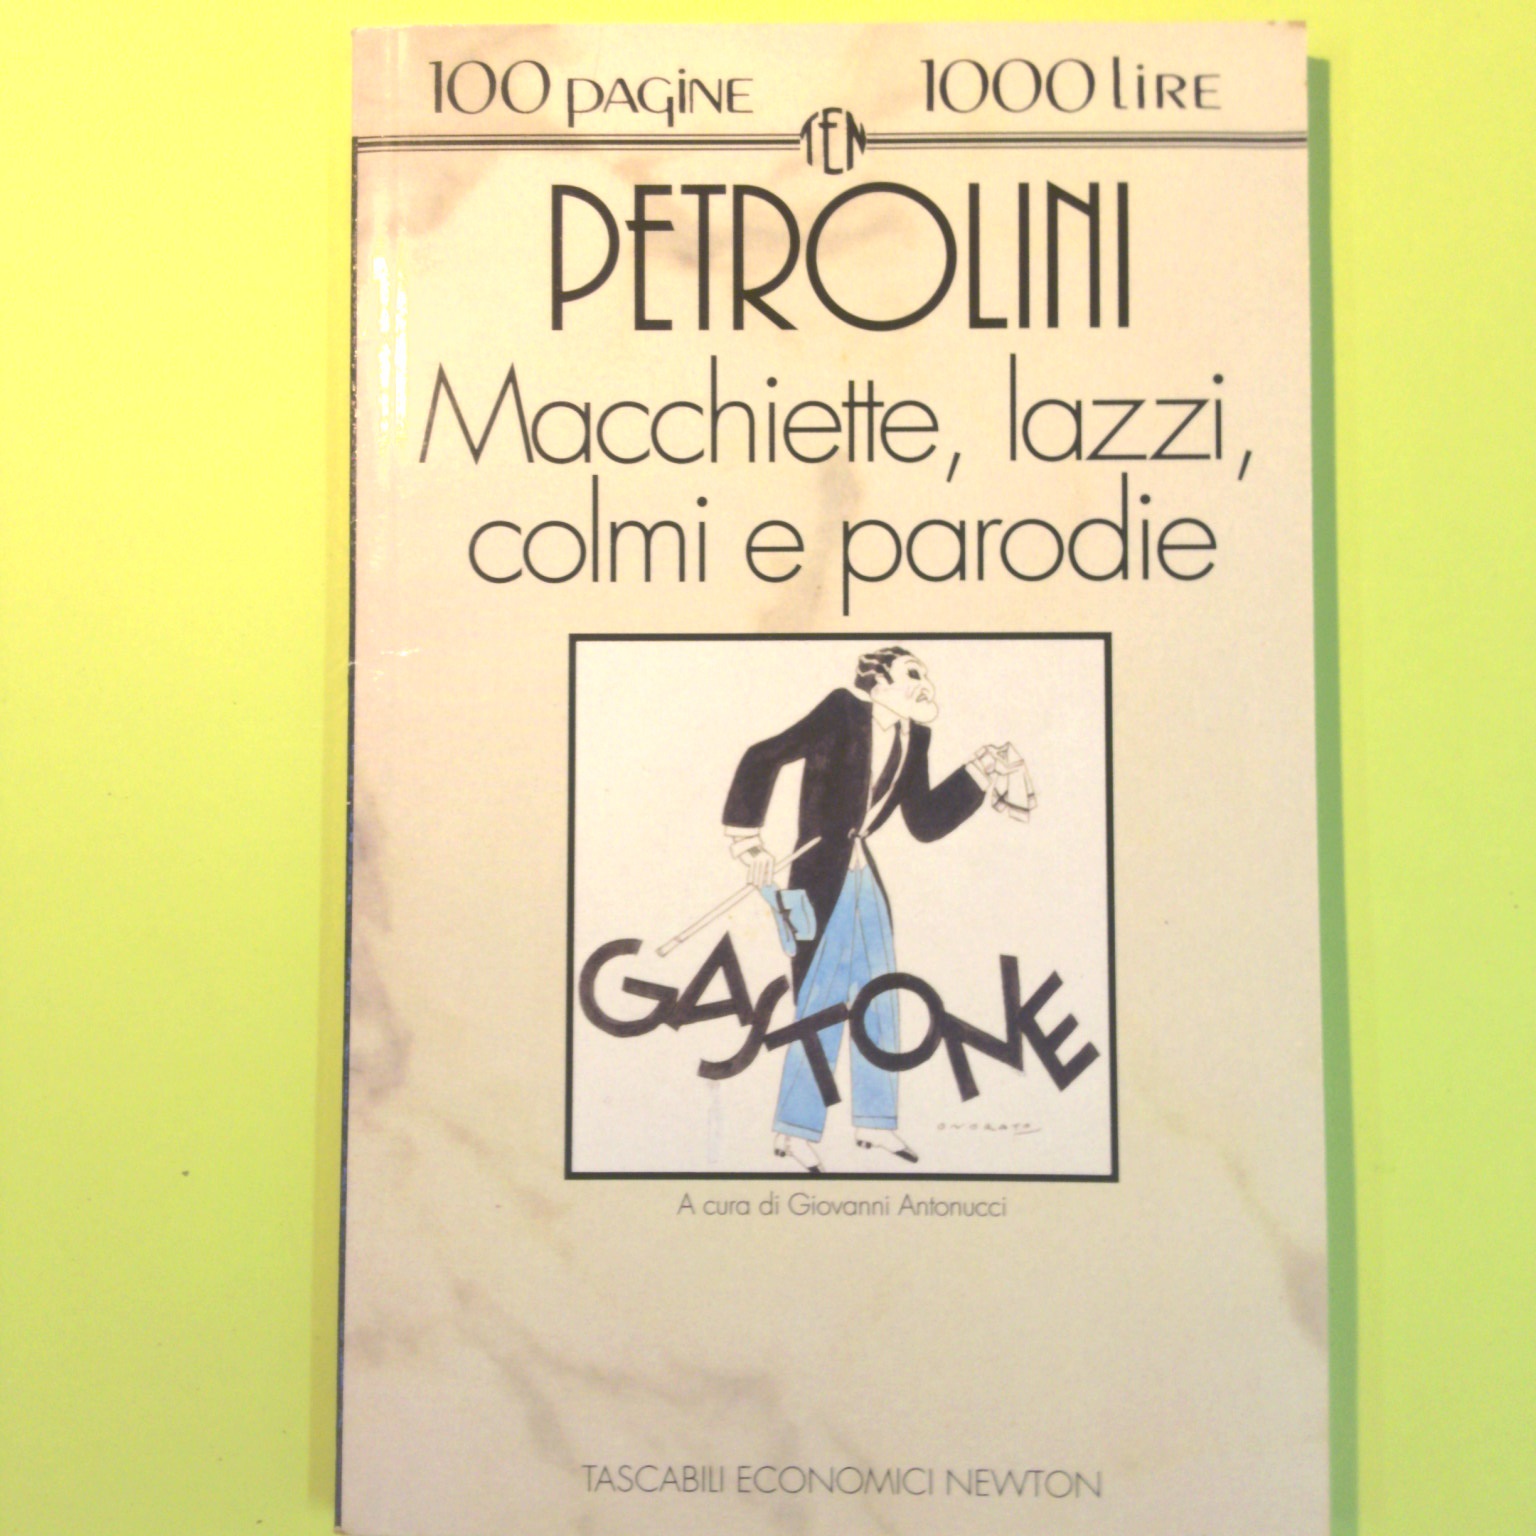 100 pagine 1000 lire
TEN
PETROLINI
Macchiette, lazzi,
colmi e parodie
GASTONE
ONORATO
A cura di Giovanni Antonucci
TASCABILI ECONOMICI NEWTON